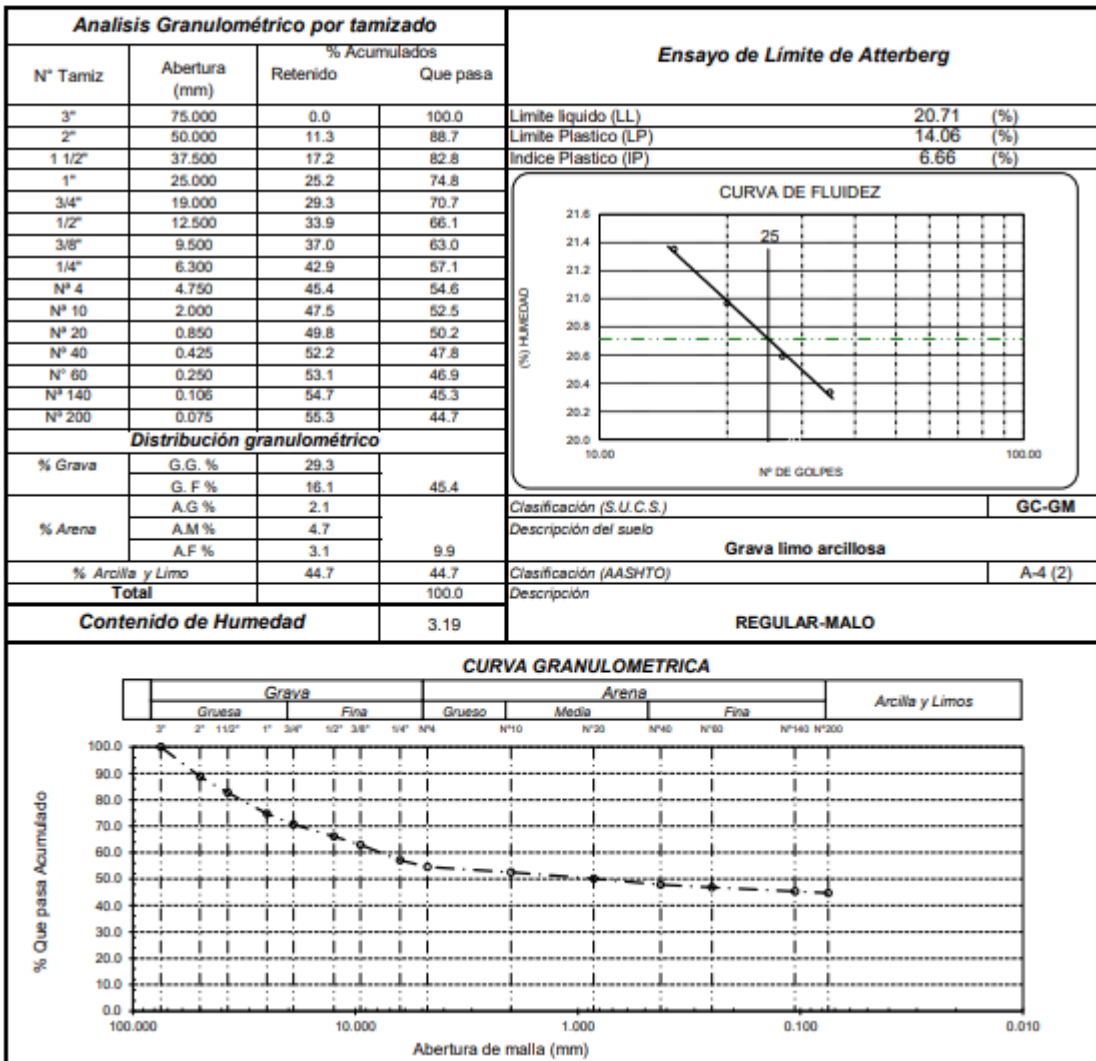 Analisis Granulométrico por tamizado
N° Tamiz Abertura (mm) % Acumulados
Retenido Que pasa
3" 75.000 0.0 100.0
2" 50.000 11.3 88.7
1 1/2" 37.500 17.2 82.8
1" 25.000 25.2 74.8
3/4" 19.000 29.3 70.7
1/2" 12.500 33.9 66.1
3/8" 9.500 37.0 63.0
1/4" 6.300 42.9 57.1
Nª 4 4.750 45.4 54.6
Nª 10 2.000 47.5 52.5
Nª 20 0.850 49.8 50.2
Nª 40 0.425 52.2 47.8
N° 60 0.250 53.1 46.9
Nª 140 0.106 54.7 45.3
Nª 200 0.075 55.3 44.7
Distribución granulométrico
% Grava G.G. % 29.3
G. F % 16.1 45.4
A.G % 2.1
% Arena A.M % 4.7
A.F % 3.1 9.9
% Arcilla y Limo 44.7 44.7
Total 100.0
Contenido de Humedad 3.19
Ensayo de Límite de Atterberg
Limite liquido (LL) 20.71 (%)
Limite Plastico (LP) 14.06 (%)
Indice Plastico (IP) 6.66 (%)
CURVA DE FLUIDEZ
25
(%) HUMEDAD
21.6
21.4
21.2
21.0
20.8
20.6
20.4
20.2
20.0
10.00 100.00
Nº DE GOLPES
Clasificación (S.U.C.S.) GC-GM
Descripción del suelo
Grava limo arcillosa
Clasificación (AASHTO) A-4 (2)
Descripción
REGULAR-MALO
CURVA GRANULOMETRICA
Grava Arena Arcilla y Limos
Gruesa Fina Grueso Media Fina
3" 2" 11/2" 1" 3/4" 1/2" 3/8" 1/4" N°4 N°10 N°20 N°40 N°60 N°140 N°200
% Que pasa Acumulado
100.0
90.0
80.0
70.0
60.0
50.0
40.0
30.0
20.0
10.0
0.0
100.000 10.000 1.000 0.100 0.010
Abertura de malla (mm)